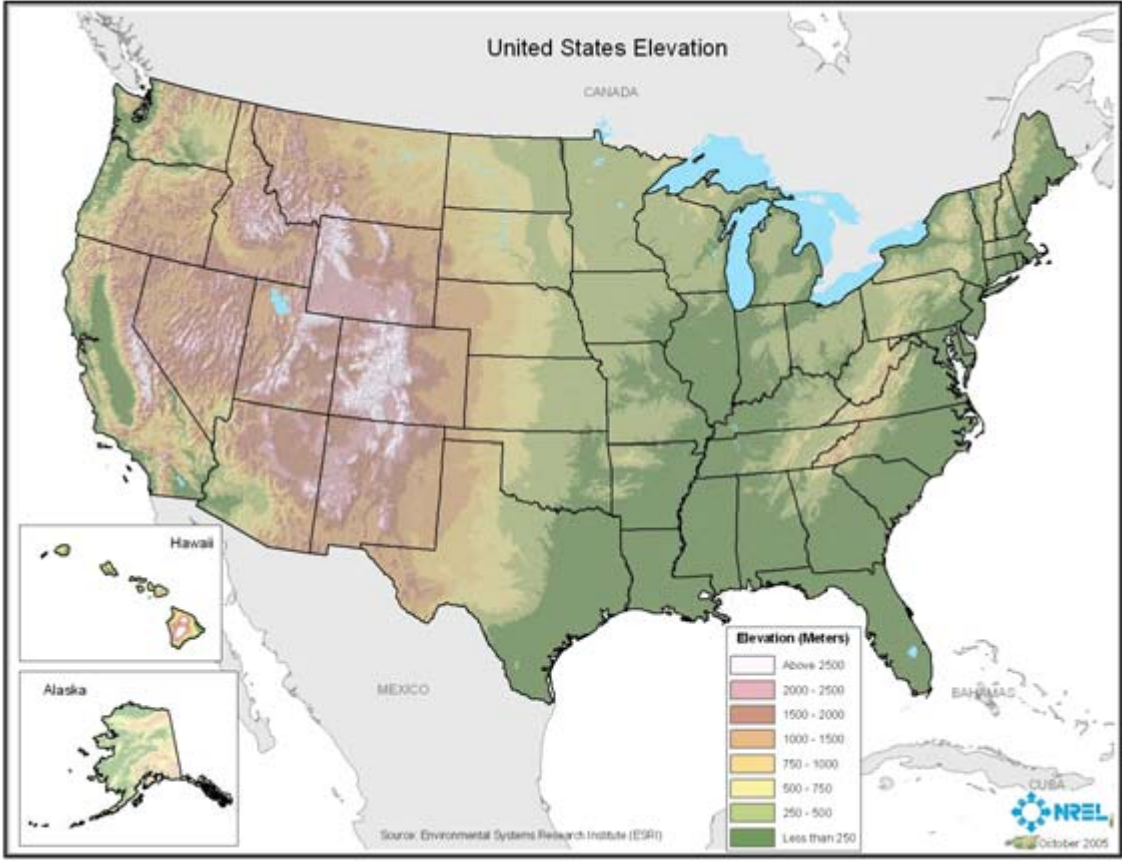 United States Elevation
CANADA
Hawaii
Alaska
MEXICO
BAHAMAS
CUBA
Elevation (Meters)
Above 2500
2000 - 2500
1500 - 2000
1000 - 1500
750 - 1000
500 - 750
250 - 500
Less than 250
Source: Environmental Systems Research Institute (ESRI)
NREL
October 2005